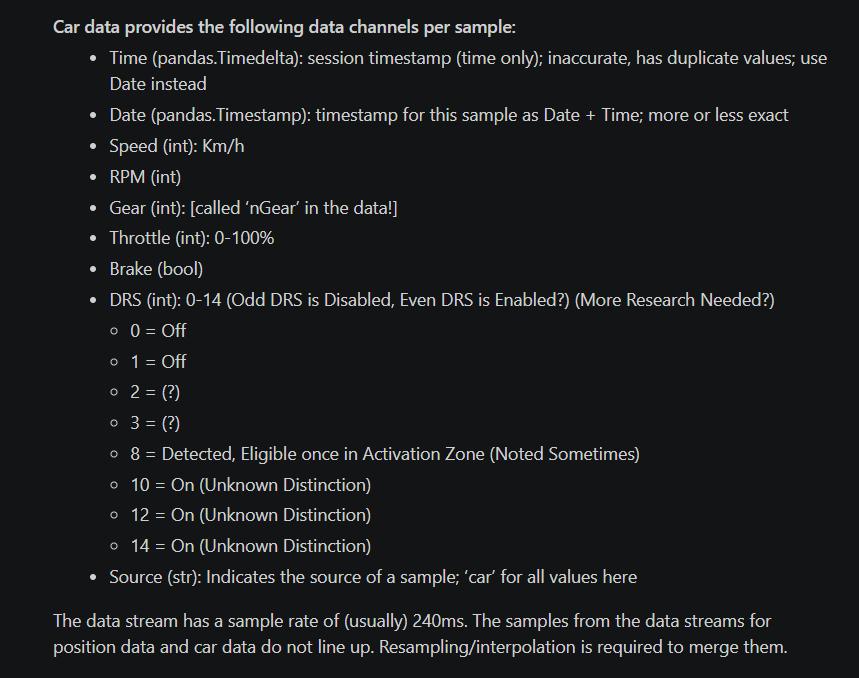 Car data provides the following data channels per sample:
• Time (pandas.Timedelta): session timestamp (time only); inaccurate, has duplicate values; use
Date instead
• Date (pandas.Timestamp): timestamp for this sample as Date + Time; more or less exact
• Speed (int): Km/h
• RPM (int)
• Gear (int): [called ‘nGear’ in the data!]
• Throttle (int): 0-100%
• Brake (bool)
• DRS (int): 0-14 (Odd DRS is Disabled, Even DRS is Enabled?) (More Research Needed?)
◦ 0 = Off
◦ 1 = Off
◦ 2 = (?)
◦ 3 = (?)
◦ 8 = Detected, Eligible once in Activation Zone (Noted Sometimes)
◦ 10 = On (Unknown Distinction)
◦ 12 = On (Unknown Distinction)
◦ 14 = On (Unknown Distinction)
• Source (str): Indicates the source of a sample; ‘car’ for all values here
The data stream has a sample rate of (usually) 240ms. The samples from the data streams for
position data and car data do not line up. Resampling/interpolation is required to merge them.